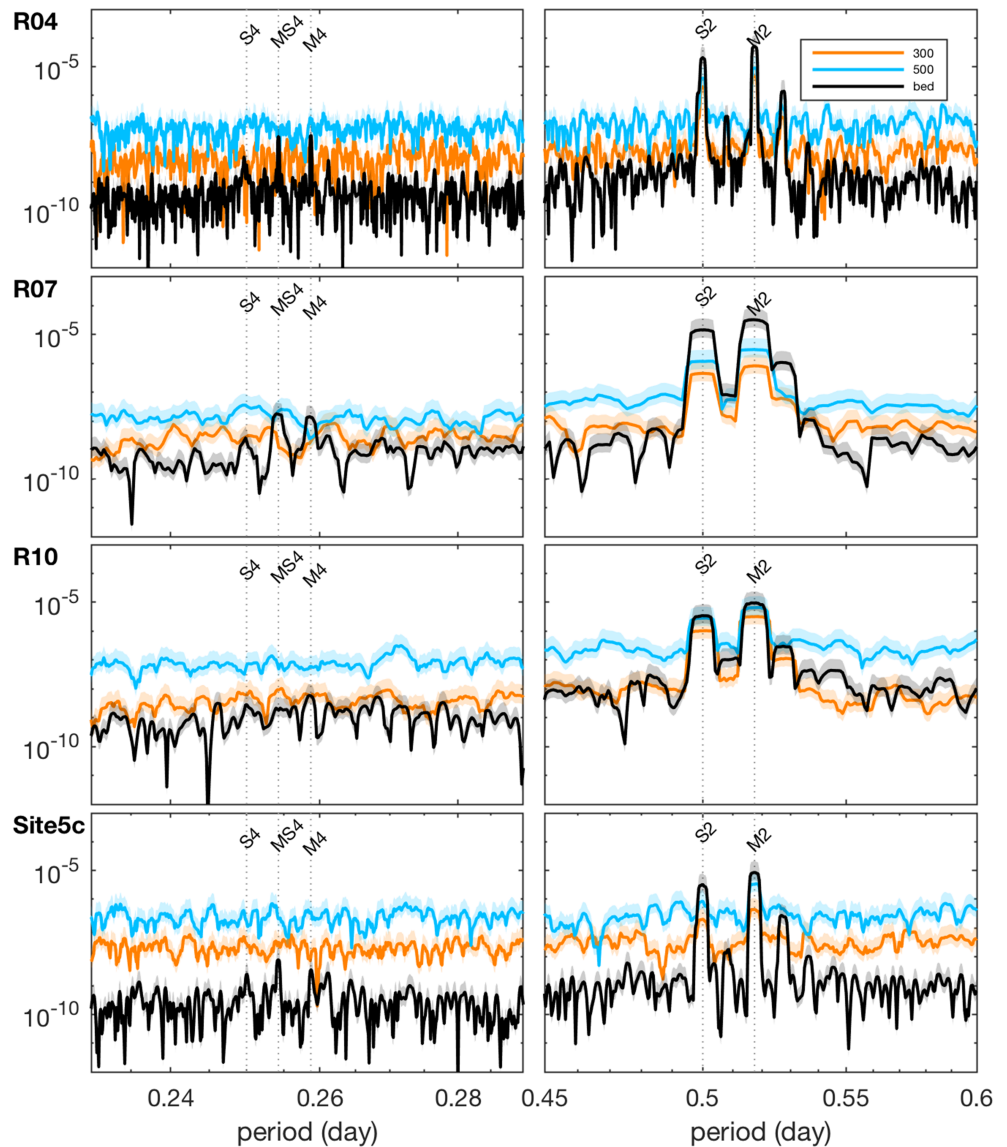 R04
S4 MS4 M4 S2 M2
300
500
bed
10-5
10-10
R07
S4 MS4 M4 S2 M2
10-5
10-10
R10
S4 MS4 M4 S2 M2
10-5
10-10
Site5c
S4 MS4 M4 S2 M2
10-5
10-10
0.24 0.26 0.28 0.45 0.5 0.55 0.6
period (day) period (day)